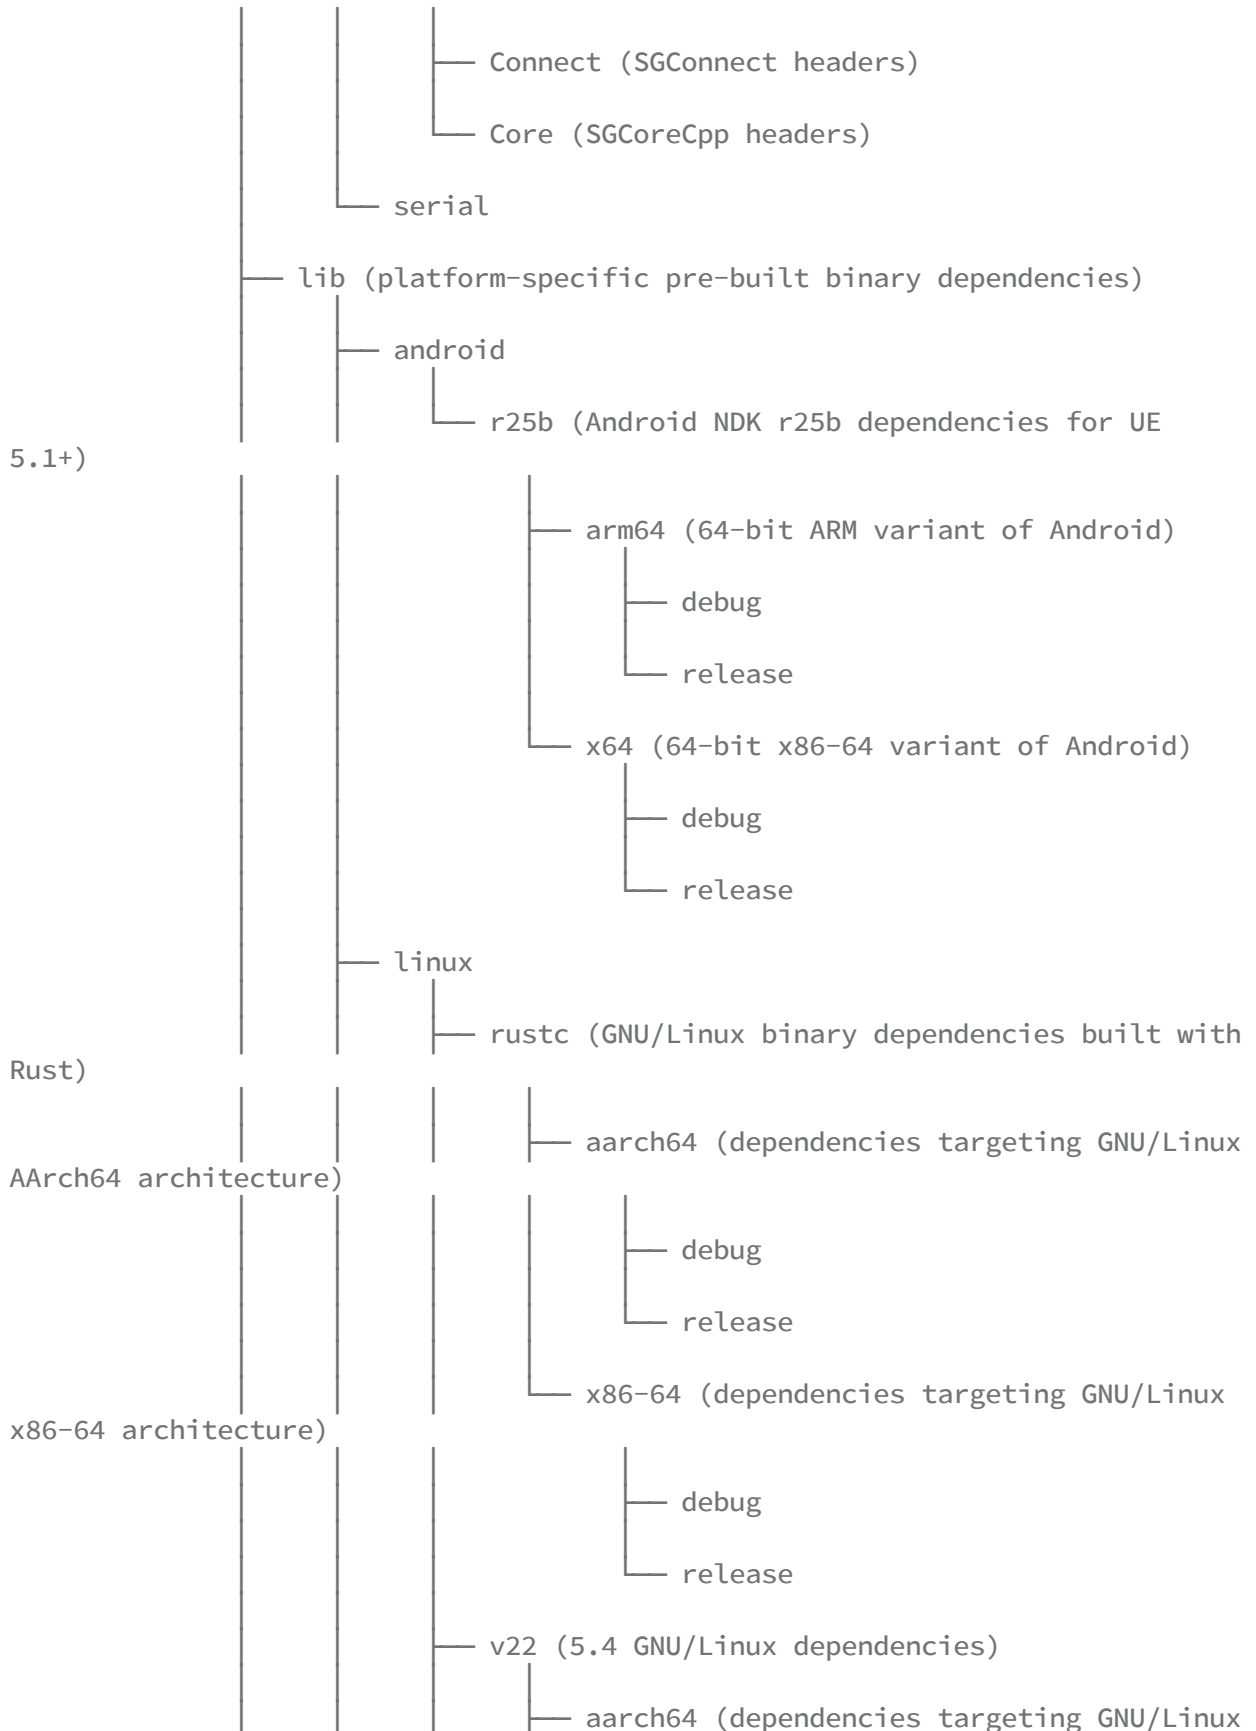 Connect (SGConnect headers)
Core (SGCoreCpp headers)
serial
lib (platform-specific pre-built binary dependencies)
android
r25b (Android NDK r25b dependencies for UE
5.1+)
arm64 (64-bit ARM variant of Android)
debug
release
x64 (64-bit x86-64 variant of Android)
debug
release
linux
rustc (GNU/Linux binary dependencies built with
Rust)
aarch64 (dependencies targeting GNU/Linux
AArch64 architecture)
debug
release
x86-64 (dependencies targeting GNU/Linux
x86-64 architecture)
debug
release
v22 (5.4 GNU/Linux dependencies)
aarch64 (dependencies targeting GNU/Linux